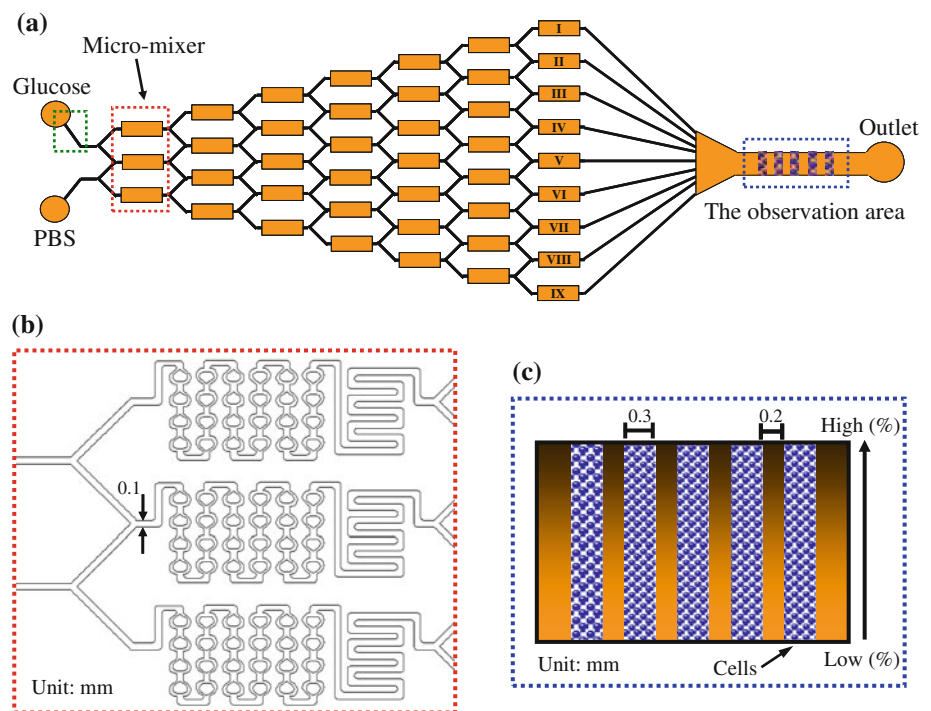 (a)
Micro-mixer
Glucose
PBS
I
II
III
IV
V
VI
VII
VIII
IX
Outlet
The observation area
(b)
0.1
Unit: mm
(c)
0.3
0.2
High (%)
Low (%)
Unit: mm
Cells